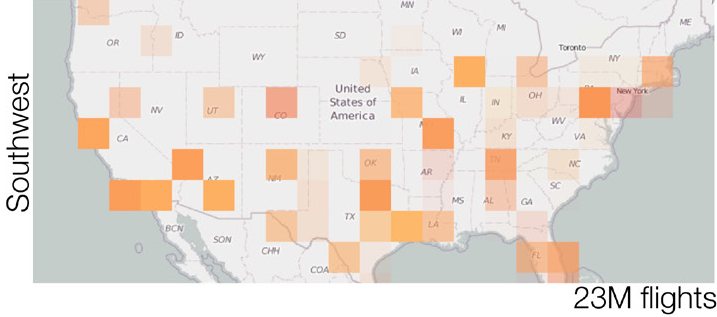 Southwest
MN
ME
OR
ID
SD
WI
MI
Toronto
WY
NY
IA
PA
United
States of
America
New York
NV
UT
CO
IL
IN
OH
CA
WV
VA
KY
AZ
NM
OK
AR
TN
NC
SC
MS
AL
GA
TX
LA
BCN
SON
CHH
FL
COA
23M flights